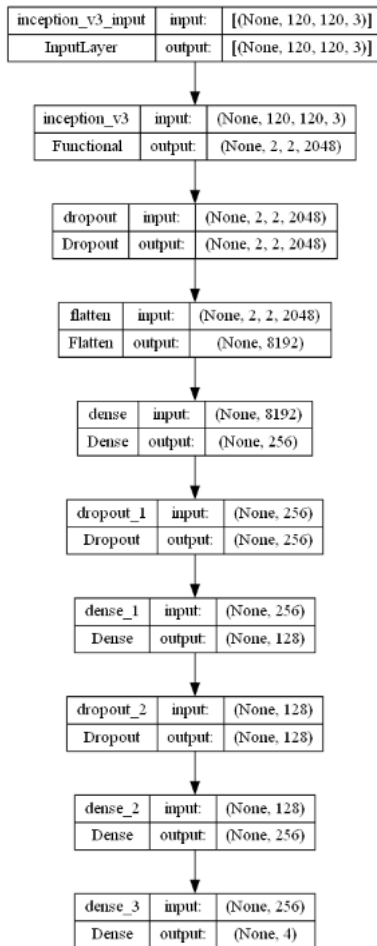 inception_v3_input input: [(None, 120, 120, 3)]
InputLayer output: [(None, 120, 120, 3)]
inception_v3 input: (None, 120, 120, 3)
Functional output: (None, 2, 2, 2048)
dropout input: (None, 2, 2, 2048)
Dropout output: (None, 2, 2, 2048)
flatten input: (None, 2, 2, 2048)
Flatten output: (None, 8192)
dense input: (None, 8192)
Dense output: (None, 256)
dropout_1 input: (None, 256)
Dropout output: (None, 256)
dense_1 input: (None, 256)
Dense output: (None, 128)
dropout_2 input: (None, 128)
Dropout output: (None, 128)
dense_2 input: (None, 128)
Dense output: (None, 256)
dense_3 input: (None, 256)
Dense output: (None, 4)